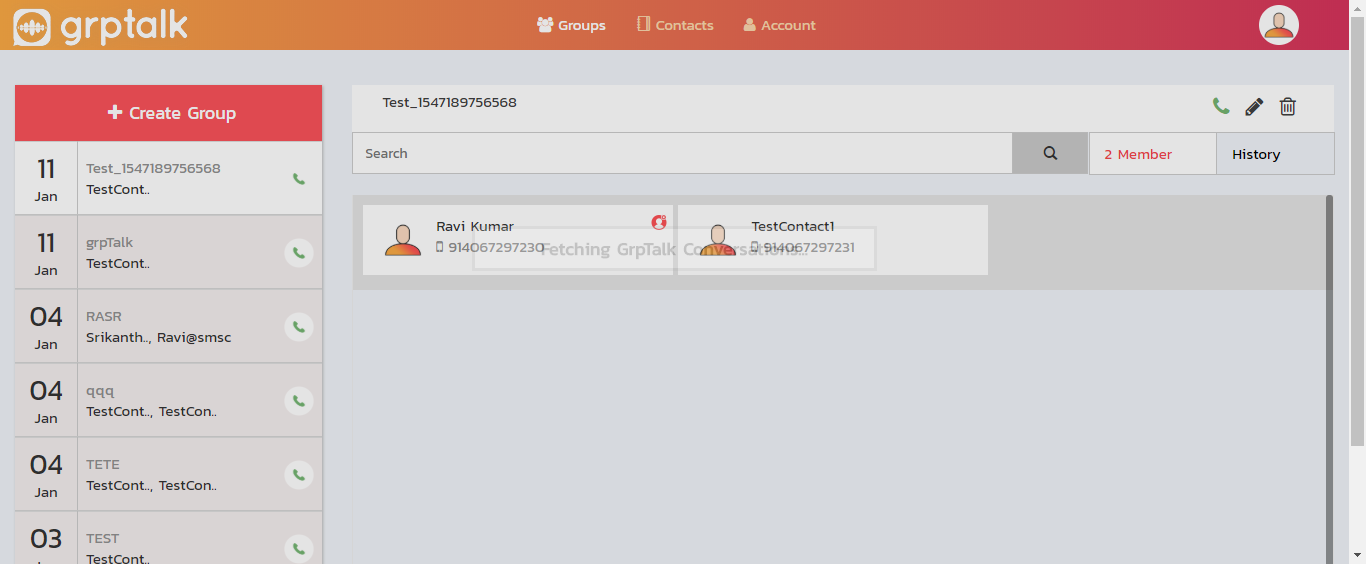 grptalk
Groups
Contacts
Account
Create Group
11
Jan
Test_1547189756568
TestCont..
11
Jan
grpTalk
TestCont..
04
Jan
RASR
Srikanth.., Ravi@smsc
04
Jan
qqq
TestCont.., TestCon..
04
Jan
TETE
TestCont.., TestCon..
03
TEST
TestCont..
Test_1547189756568
Search
2 Member
History
Ravi Kumar
914067297230
TestContact1
914067297231
Fetching GrpTalk Conversations...